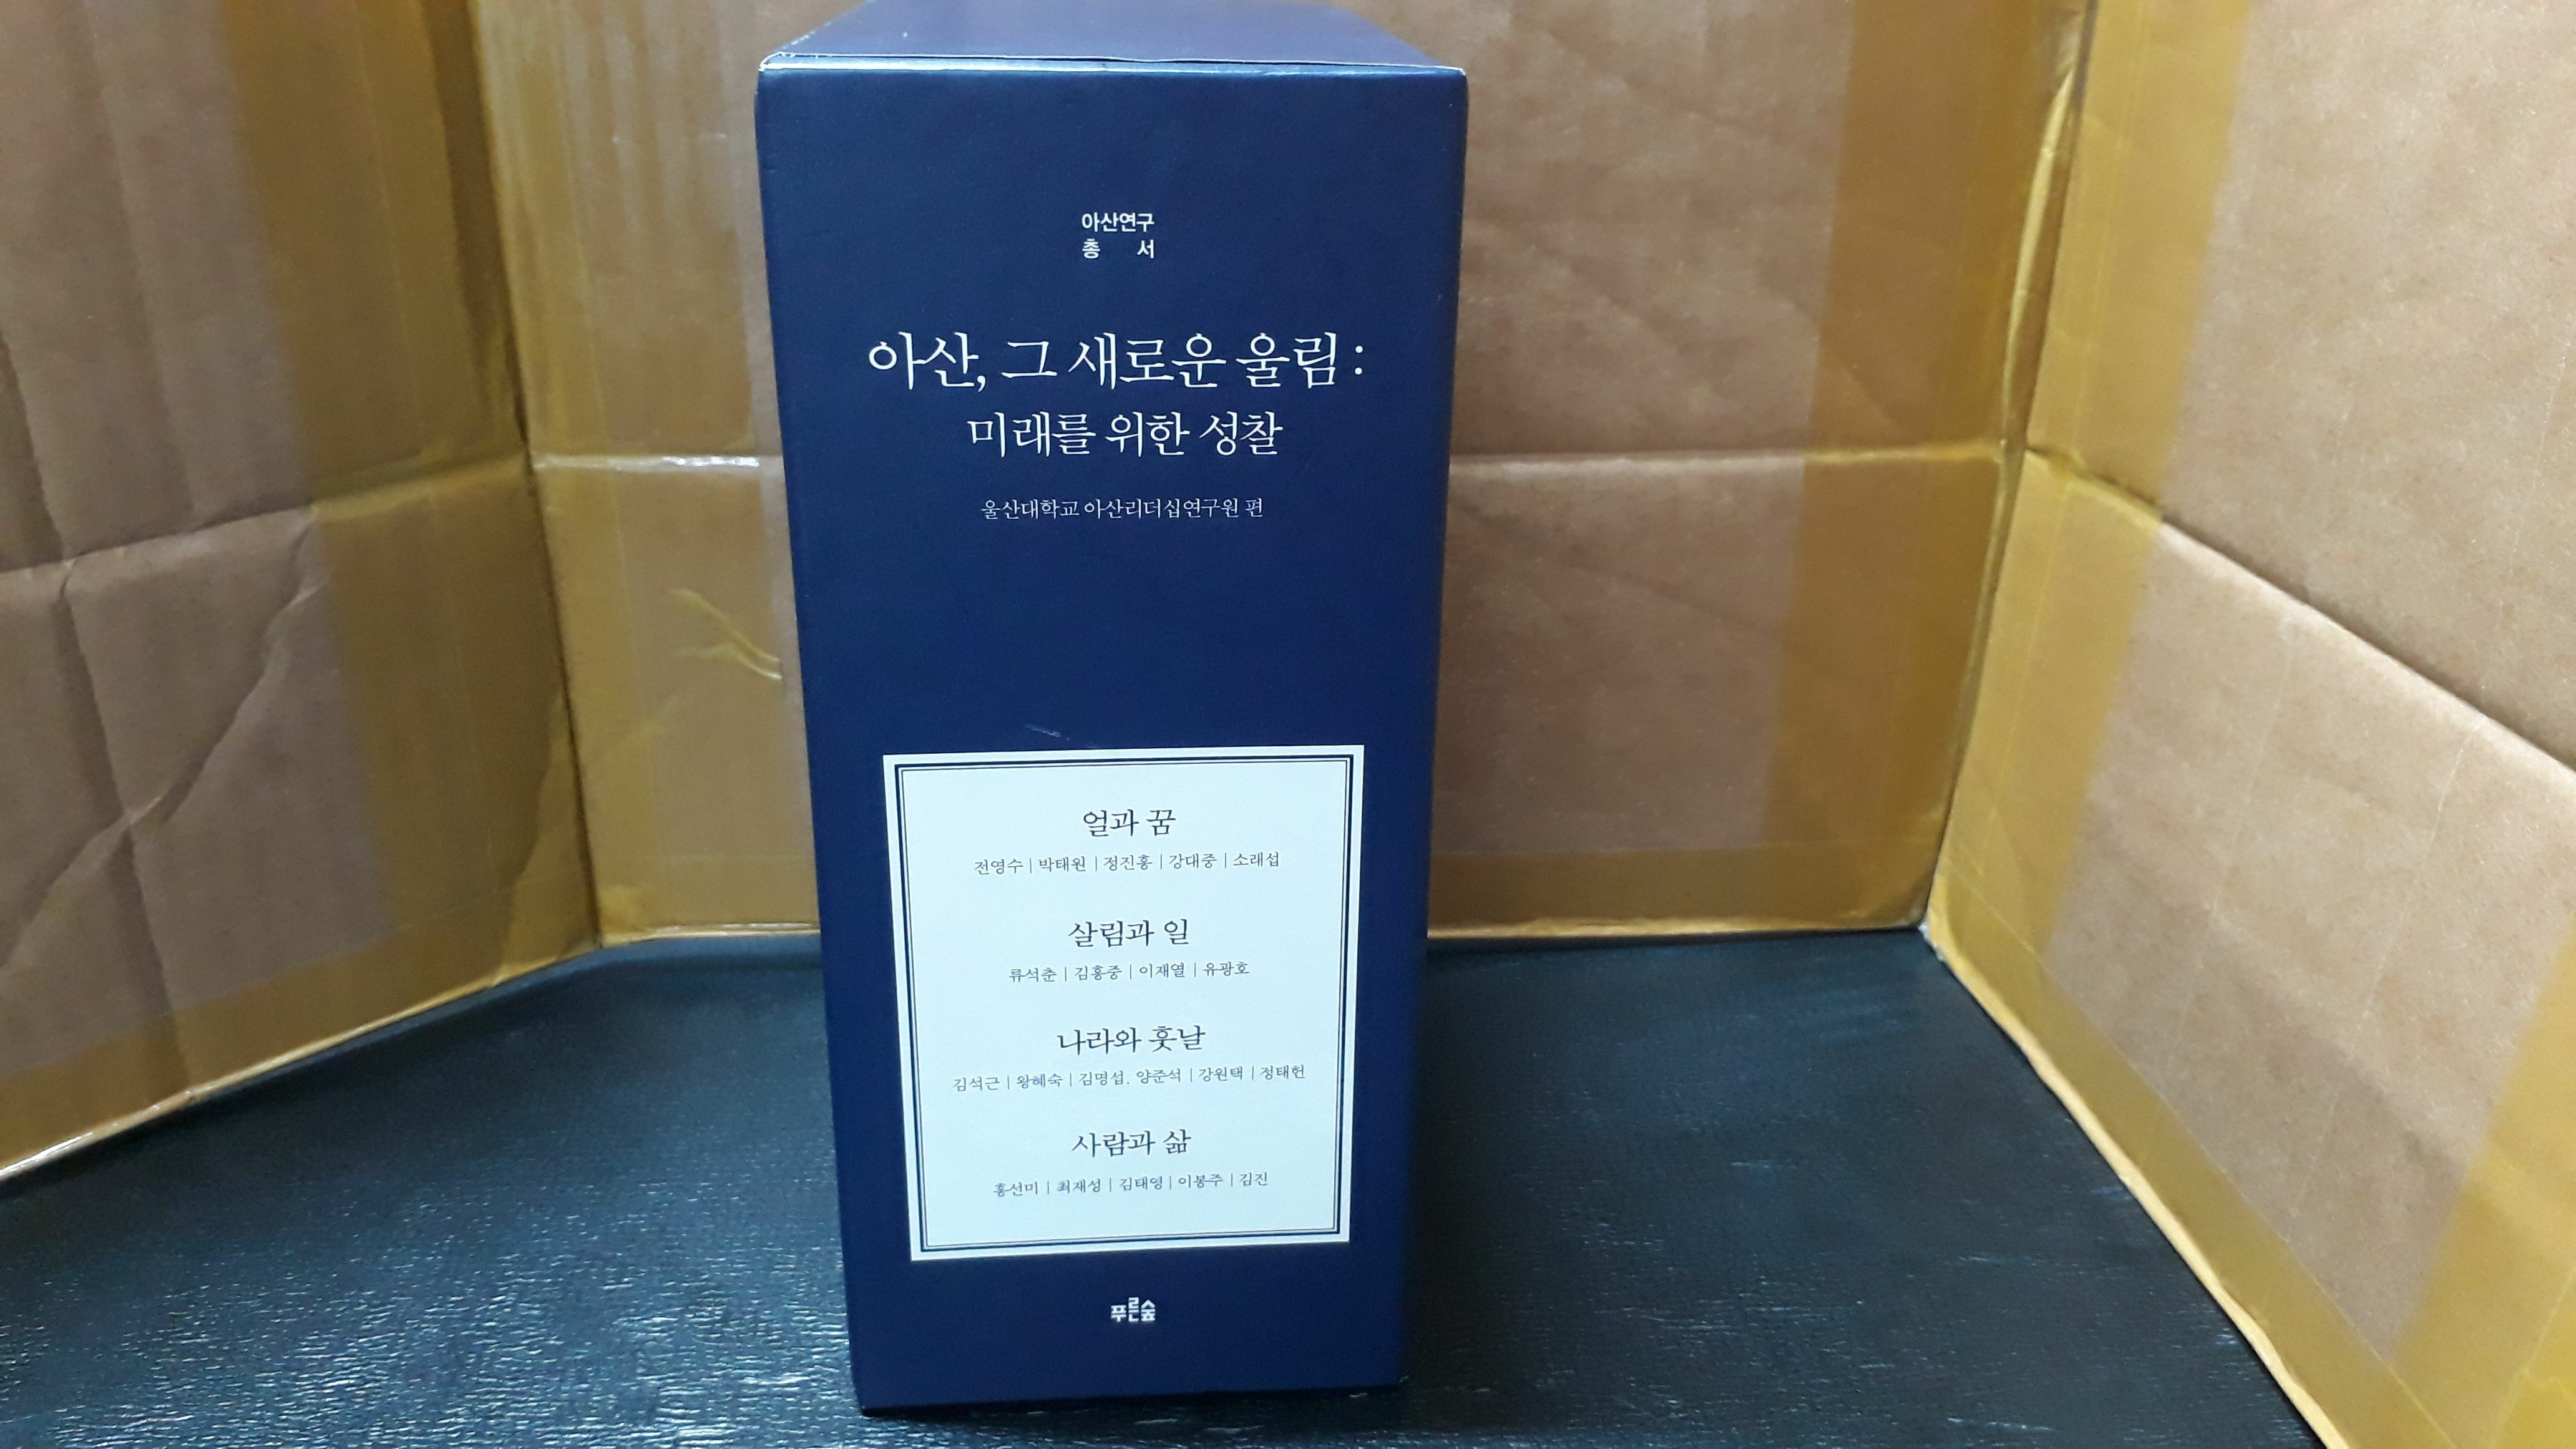 아산연구
총 서
아산, 그 새로운 울림 :
미래를 위한 성찰
울산대학교 아산리더십연구원 편
얼과 꿈
전영수 | 박태원 | 정진홍 | 강대중 | 소래섭
살림과 일
류석춘 | 김홍중 | 이재열 | 유광호
나라와 훗날
김석근 | 왕혜숙 | 김명섭, 양준석 | 강원택 | 정태헌
사람과 삶
홍선미 | 최재성 | 김태영 | 이봉주 | 김진
푸른숲